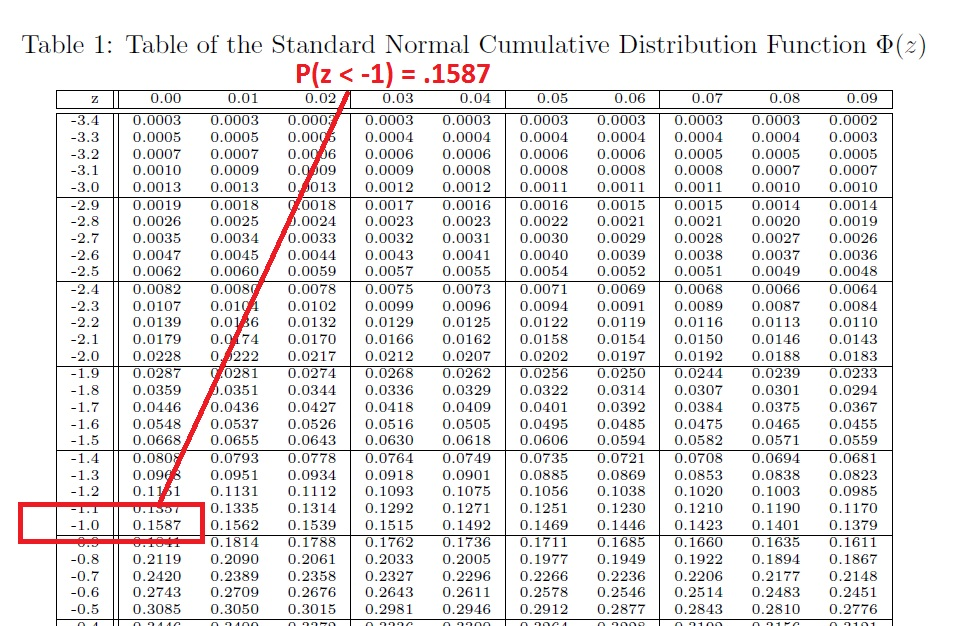 Table 1: Table of the Standard Normal Cumulative Distribution Function Φ(z)
P(z < -1) = .1587
z 0.00 0.01 0.02 0.03 0.04 0.05 0.06 0.07 0.08 0.09
-3.4 0.0003 0.0003 0.0003 0.0003 0.0003 0.0003 0.0003 0.0003 0.0003 0.0002
-3.3 0.0005 0.0005 0.0005 0.0004 0.0004 0.0004 0.0004 0.0004 0.0004 0.0003
-3.2 0.0007 0.0007 0.0006 0.0006 0.0006 0.0006 0.0006 0.0005 0.0005 0.0005
-3.1 0.0010 0.0009 0.0009 0.0009 0.0008 0.0008 0.0008 0.0008 0.0007 0.0007
-3.0 0.0013 0.0013 0.0013 0.0012 0.0012 0.0011 0.0011 0.0011 0.0010 0.0010
-2.9 0.0019 0.0018 0.0018 0.0017 0.0016 0.0016 0.0015 0.0015 0.0014 0.0014
-2.8 0.0026 0.0025 0.0024 0.0023 0.0023 0.0022 0.0021 0.0021 0.0020 0.0019
-2.7 0.0035 0.0034 0.0033 0.0032 0.0031 0.0030 0.0029 0.0028 0.0027 0.0026
-2.6 0.0047 0.0045 0.0044 0.0043 0.0041 0.0040 0.0039 0.0038 0.0037 0.0036
-2.5 0.0062 0.0060 0.0059 0.0057 0.0055 0.0054 0.0052 0.0051 0.0049 0.0048
-2.4 0.0082 0.0080 0.0078 0.0075 0.0073 0.0071 0.0069 0.0068 0.0066 0.0064
-2.3 0.0107 0.0104 0.0102 0.0099 0.0096 0.0094 0.0091 0.0089 0.0087 0.0084
-2.2 0.0139 0.0136 0.0132 0.0129 0.0125 0.0122 0.0119 0.0116 0.0113 0.0110
-2.1 0.0179 0.0174 0.0170 0.0166 0.0162 0.0158 0.0154 0.0150 0.0146 0.0143
-2.0 0.0228 0.0222 0.0217 0.0212 0.0207 0.0202 0.0197 0.0192 0.0188 0.0183
-1.9 0.0287 0.0281 0.0274 0.0268 0.0262 0.0256 0.0250 0.0244 0.0239 0.0233
-1.8 0.0359 0.0351 0.0344 0.0336 0.0329 0.0322 0.0314 0.0307 0.0301 0.0294
-1.7 0.0446 0.0436 0.0427 0.0418 0.0409 0.0401 0.0392 0.0384 0.0375 0.0367
-1.6 0.0548 0.0537 0.0526 0.0516 0.0505 0.0495 0.0485 0.0475 0.0465 0.0455
-1.5 0.0668 0.0655 0.0643 0.0630 0.0618 0.0606 0.0594 0.0582 0.0571 0.0559
-1.4 0.0808 0.0793 0.0778 0.0764 0.0749 0.0735 0.0721 0.0708 0.0694 0.0681
-1.3 0.0968 0.0951 0.0934 0.0918 0.0901 0.0885 0.0869 0.0853 0.0838 0.0823
-1.2 0.1151 0.1131 0.1112 0.1093 0.1075 0.1056 0.1038 0.1020 0.1003 0.0985
-1.1 0.1357 0.1335 0.1314 0.1292 0.1271 0.1251 0.1230 0.1210 0.1190 0.1170
-1.0 0.1587 0.1562 0.1539 0.1515 0.1492 0.1469 0.1446 0.1423 0.1401 0.1379
-0.9 0.1841 0.1814 0.1788 0.1762 0.1736 0.1711 0.1685 0.1660 0.1635 0.1611
-0.8 0.2119 0.2090 0.2061 0.2033 0.2005 0.1977 0.1949 0.1922 0.1894 0.1867
-0.7 0.2420 0.2389 0.2358 0.2327 0.2296 0.2266 0.2236 0.2206 0.2177 0.2148
-0.6 0.2743 0.2709 0.2676 0.2643 0.2611 0.2578 0.2546 0.2514 0.2483 0.2451
-0.5 0.3085 0.3050 0.3015 0.2981 0.2946 0.2912 0.2877 0.2843 0.2810 0.2776